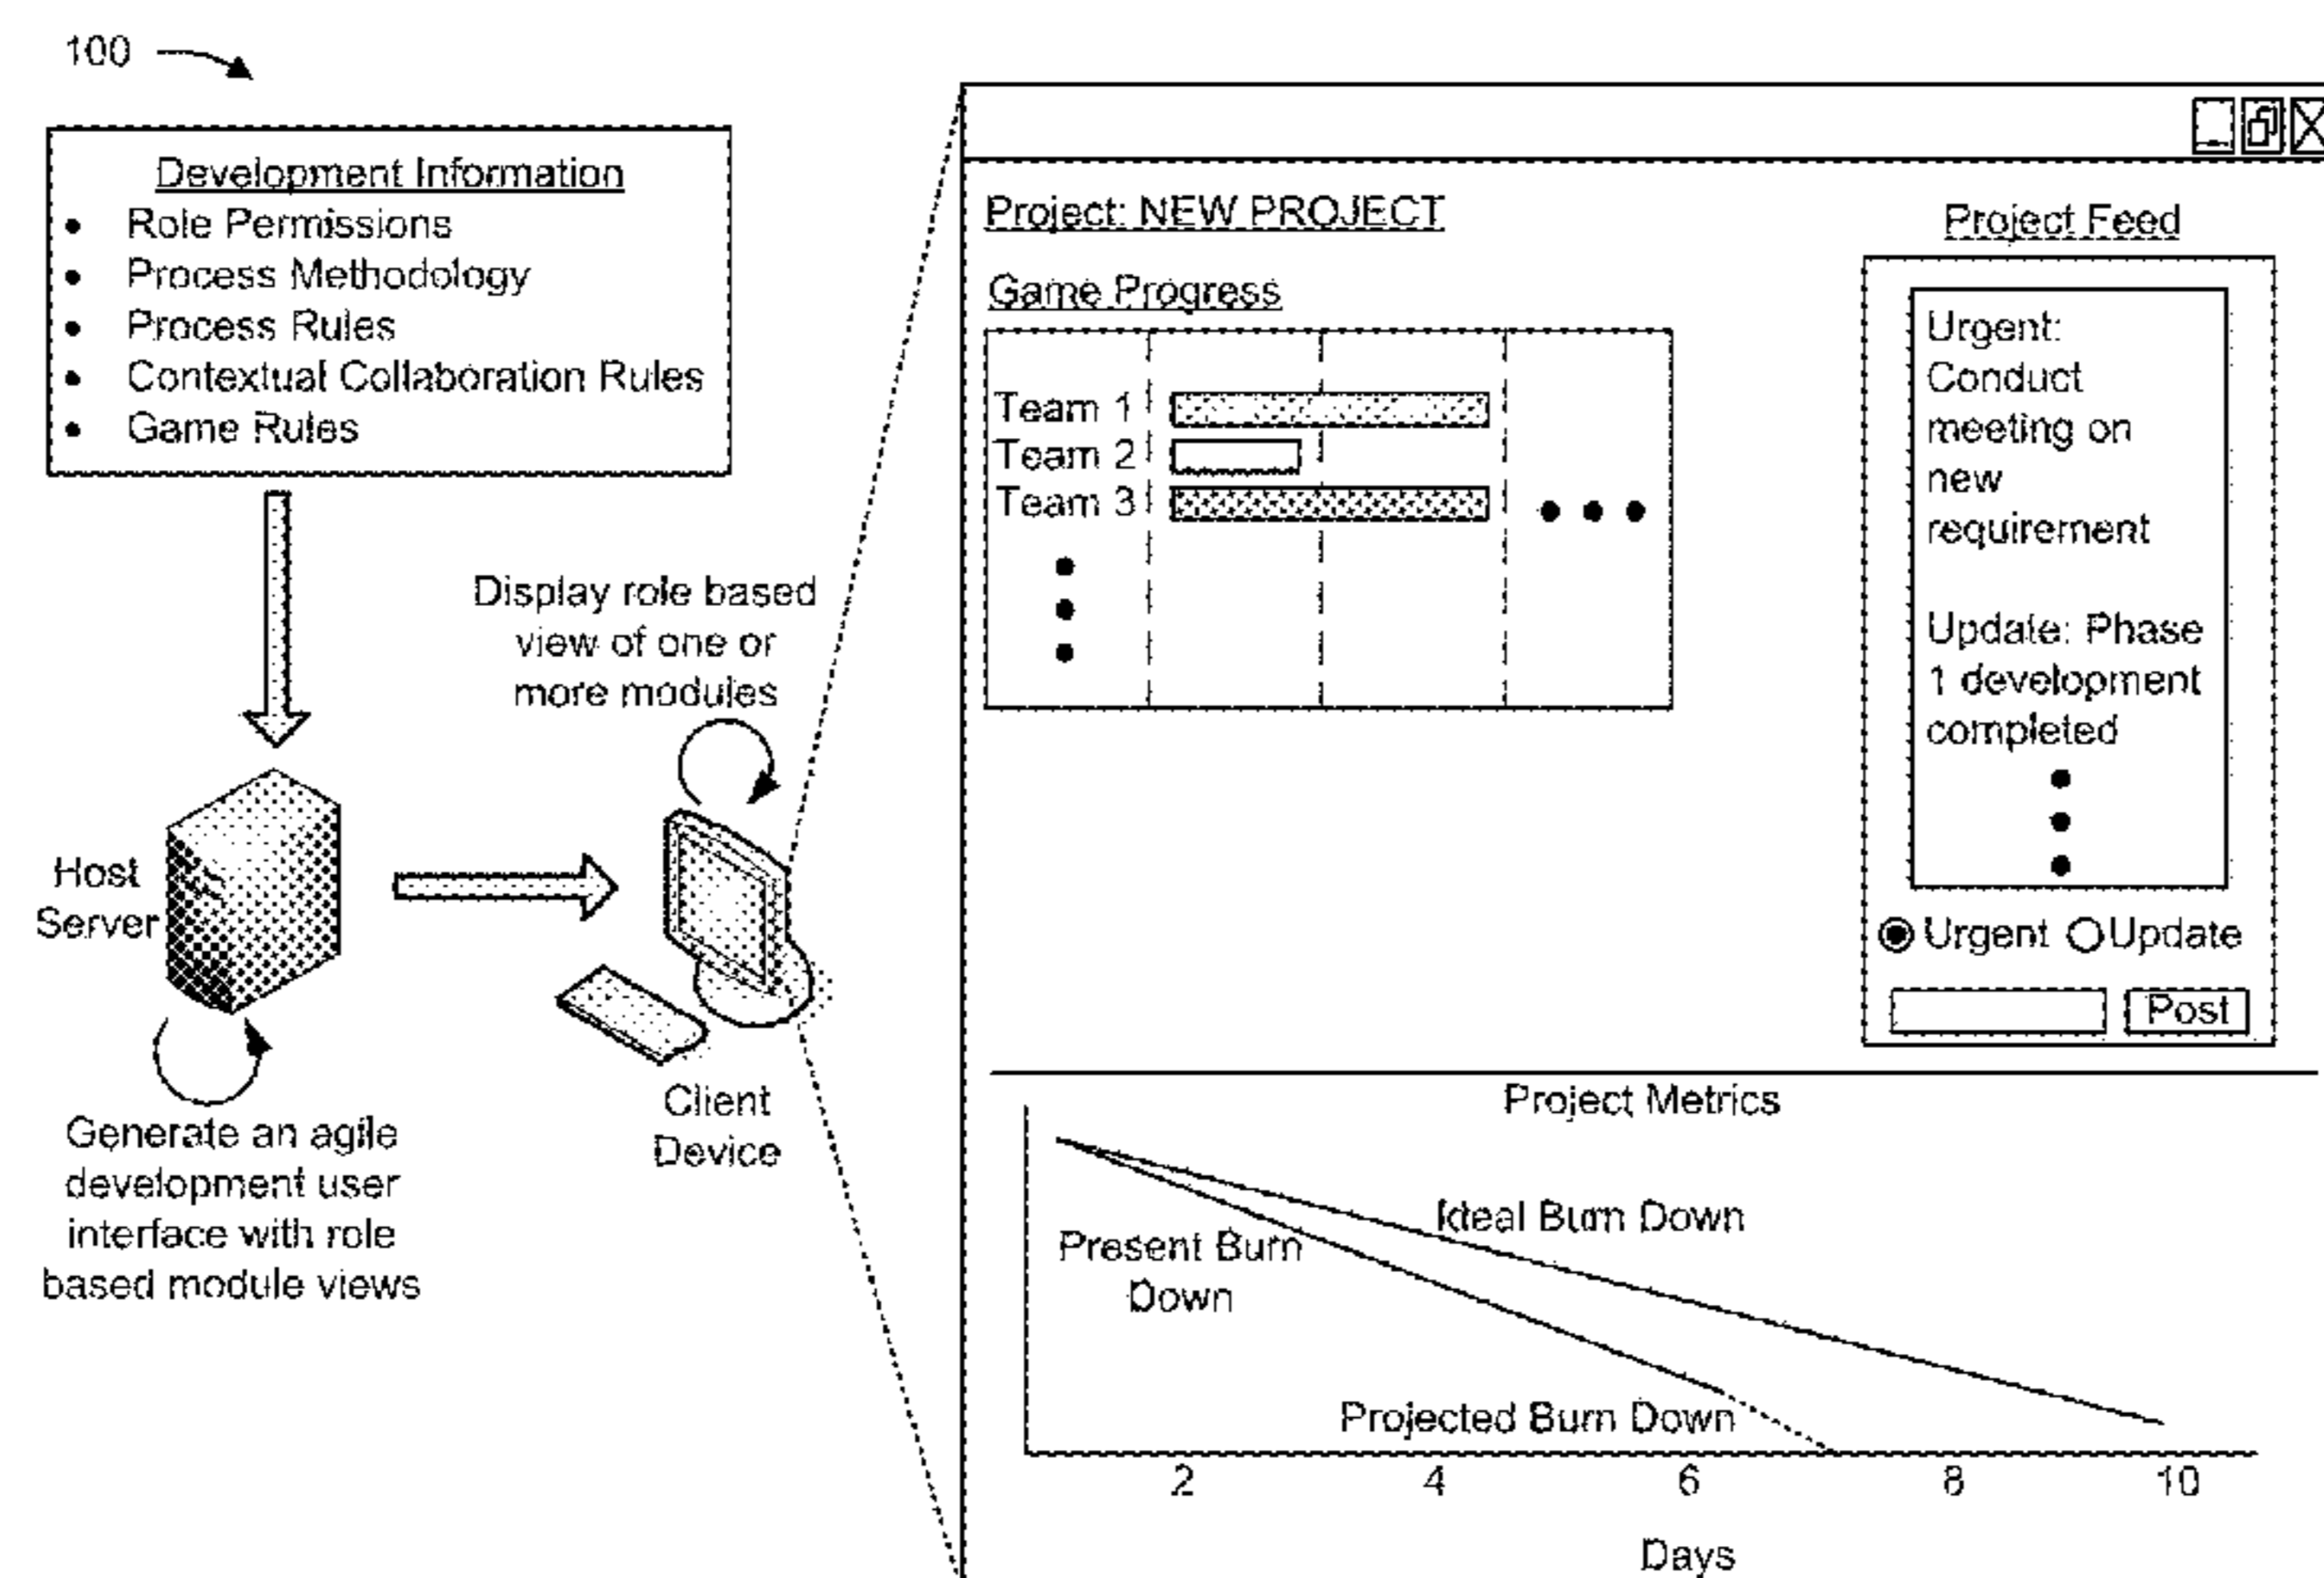 100
Development Information
• Role Permissions
• Process Methodology
• Process Rules
• Contextual Collaboration Rules
• Game Rules
Display role based
view of one or
more modules
Host
Server
Client
Device
Generate an agile
development user
interface with role
based module views
Project: NEW PROJECT
Game Progress
Team 1
Team 2
Team 3
Project Feed
Urgent:
Conduct
meeting on
new
requirement
Update: Phase
1 development
completed
Urgent Update
Post
Project Metrics
Ideal Burn Down
Present Burn
Down
Projected Burn Down
2 4 6 8 10
Days